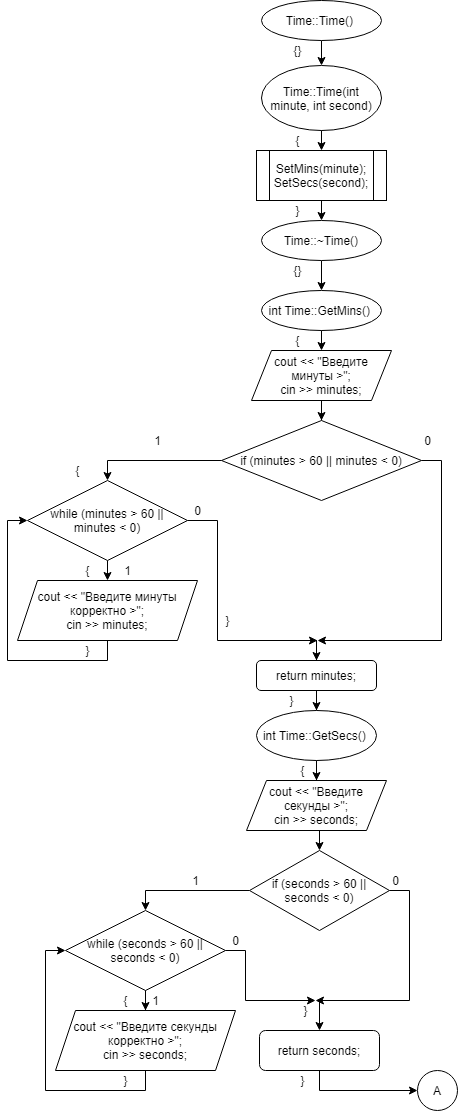 Time::Time()
{}
Time::Time(int
minute, int second)
{
SetMins(minute);
SetSecs(second);
}
Time::~Time()
{}
int Time::GetMins()
{
cout << "Введите
минуты >";
cin >> minutes;
1
0
if (minutes > 60 || minutes < 0)
{
while (minutes > 60 ||
minutes < 0)
0
{
1
cout << "Введите минуты
корректно >";
cin >> minutes;
}
}
return minutes;
}
int Time::GetSecs()
{
cout << "Введите
секунды >";
cin >> seconds;
1
0
if (seconds > 60 ||
seconds < 0)
while (seconds > 60 ||
seconds < 0)
0
{
1
}
cout << "Введите секунды
корректно >";
cin >> seconds;
return seconds;
}
}
A